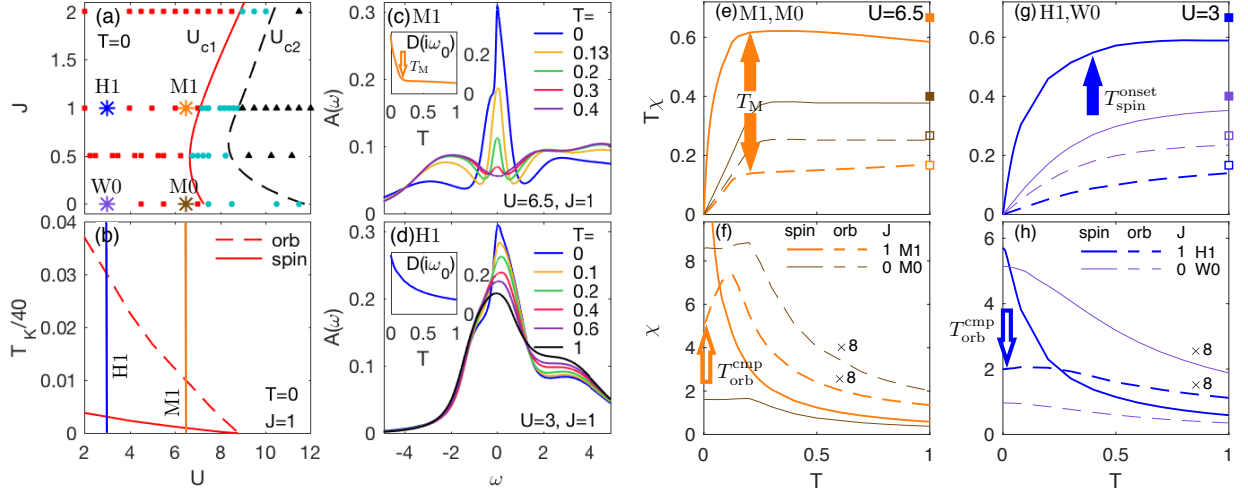 (a)
T=0
U_c1
U_c2
H1
M1
W0
M0
J
0
0.5
1
1.5
2
(b)
orb
spin
H1
M1
T=0
J=1
T_K/40
0
0.01
0.02
0.03
0.04
2
4
6
8
10
12
U
(c) M1
D(iω_0)
T_M
0
0.2
0
0.5
1
T
T=
0
0.13
0.2
0.3
0.4
U=6.5, J=1
A(ω)
0
0.1
0.2
0.3
(d) H1
D(iω_0)
0
0.2
0
0.5
1
T
T=
0
0.1
0.2
0.4
0.6
1
U=3, J=1
A(ω)
0
0.1
0.2
0.3
-4
-2
0
2
4
ω
(e) M1,M0
U=6.5
T_M
Tχ
0
0.2
0.4
0.6
(f)
spin orb J
1 M1
0 M0
×8
×8
T_orb^cmp
χ
0
2
4
6
8
0
0.5
1
T
(g) H1,W0
U=3
T_spin^onset
0
0.2
0.4
0.6
(h)
spin orb J
1 H1
0 W0
×8
×8
T_orb^cmp
0
2
4
6
0
0.5
1
T